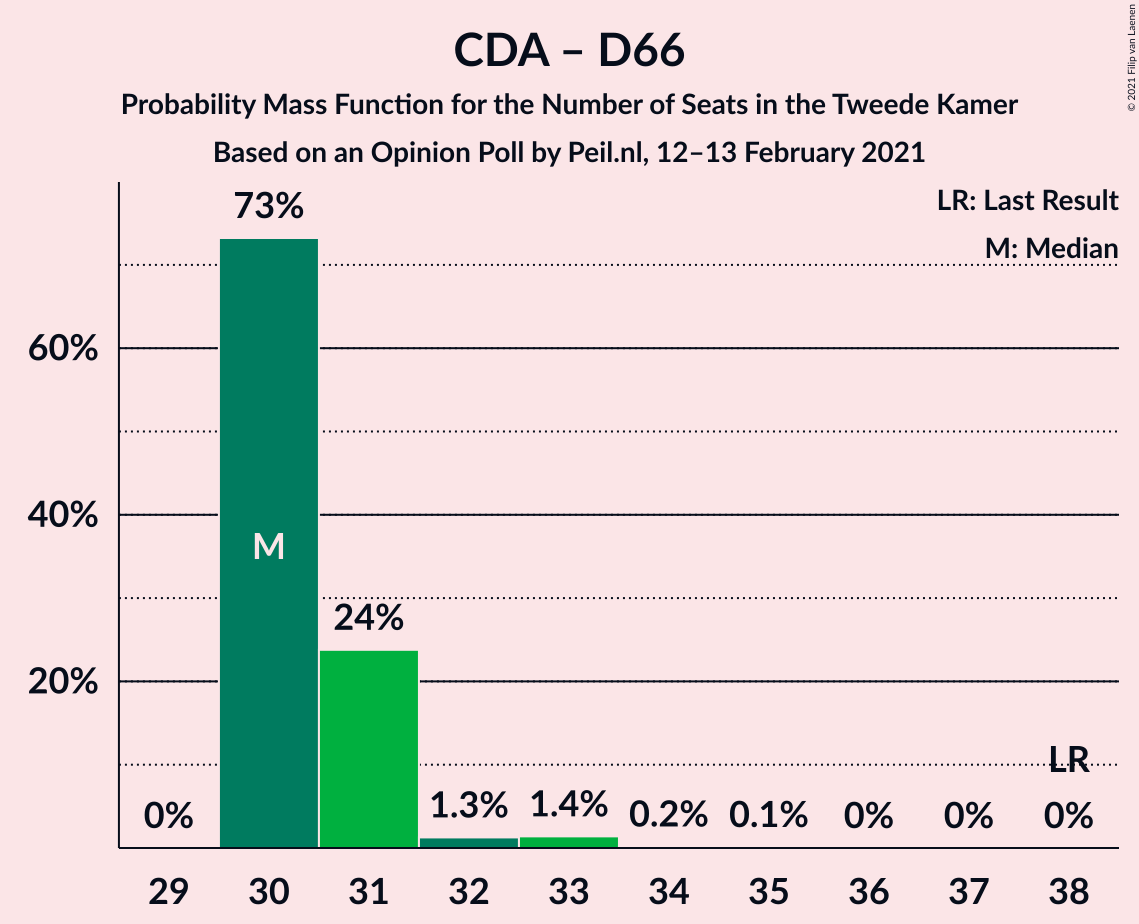 CDA – D66
Probability Mass Function for the Number of Seats in the Tweede Kamer
Based on an Opinion Poll by Peil.nl, 12–13 February 2021
© 2021 Filip van Laenen
LR: Last Result
M: Median
73%
60%
40%
M
24%
20%
LR
0%
1.3%
1.4%
0.2%
0.1%
0%
0%
0%
29
30
31
32
33
34
35
36
37
38